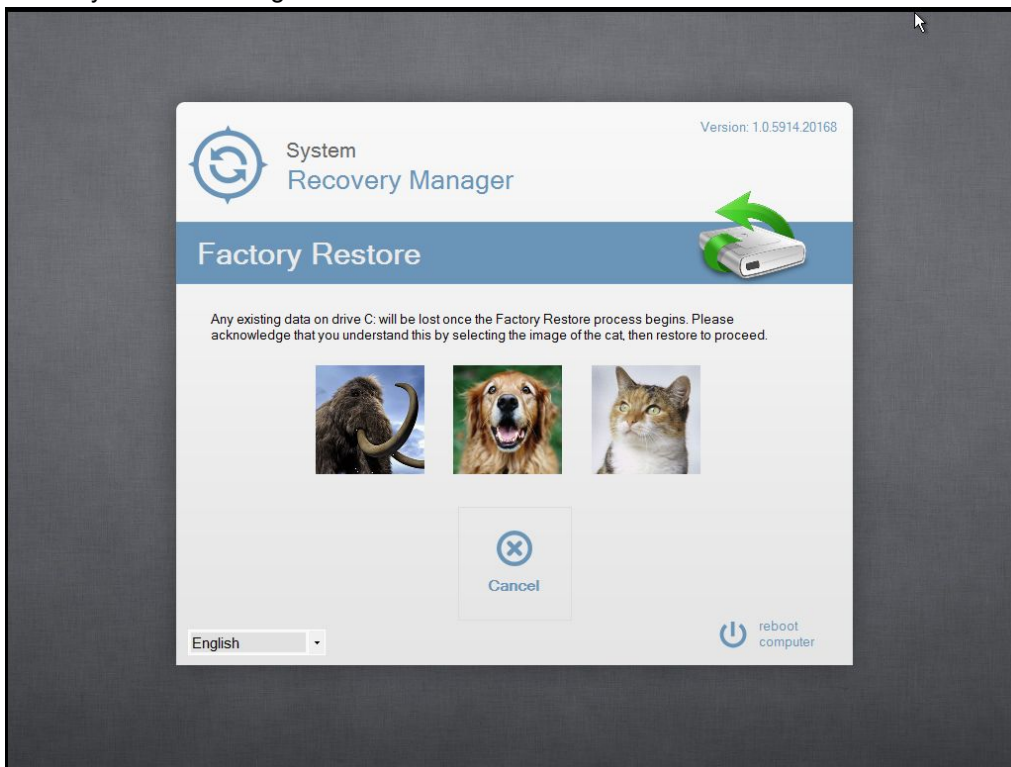 System
Recovery Manager
Version: 1.0.5914.20168
Factory Restore
Any existing data on drive C: will be lost once the Factory Restore process begins. Please
acknowledge that you understand this by selecting the image of the cat, then restore to proceed.
Cancel
English
reboot
computer